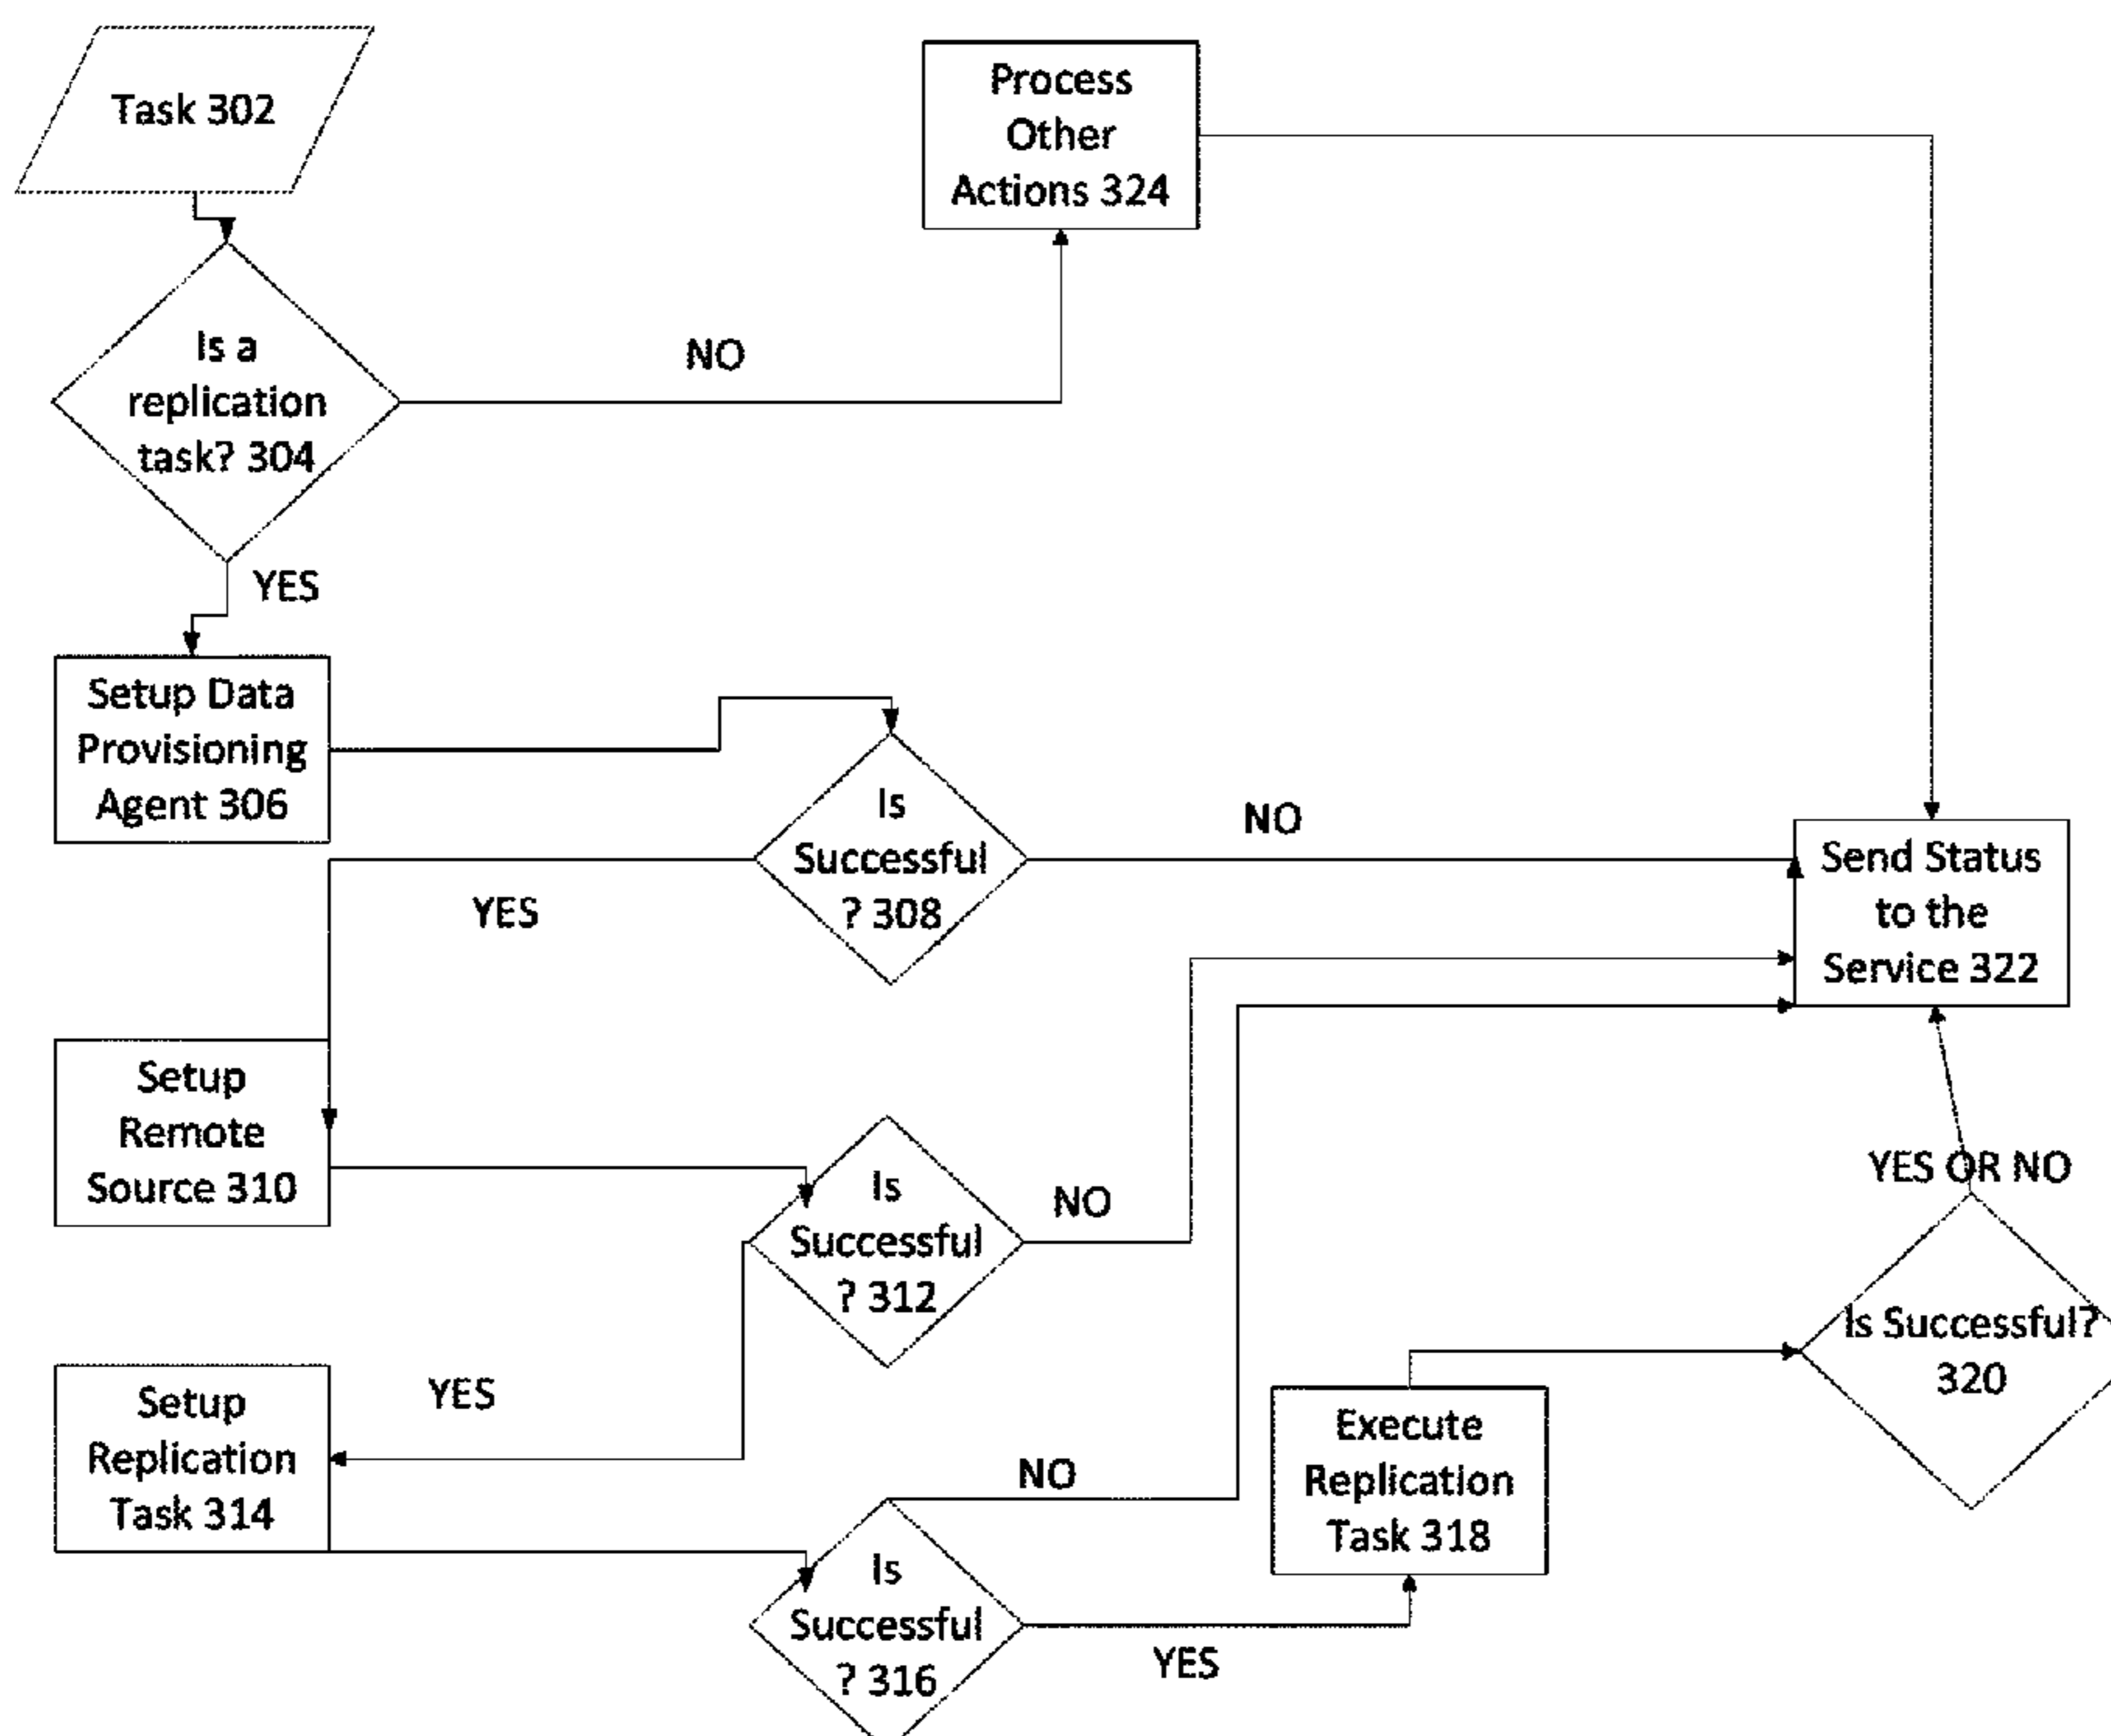 Task 302
Process
Other
Actions 324
Is a
replication
task? 304
NO
YES
Setup Data
Provisioning
Agent 306
Is
Successful
? 308
NO
YES
Send Status
to the
Service 322
Setup
Remote
Source 310
Is
Successful
? 312
NO
YES OR NO
Is Successful?
320
YES
Setup
Replication
Task 314
NO
Execute
Replication
Task 318
Is
Successful
? 316
YES